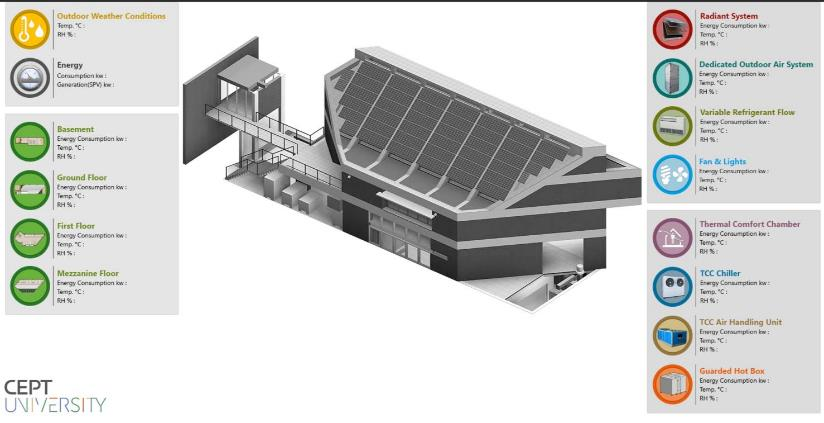 Outdoor Weather Conditions
Temp. °C :
RH % :
Energy
Consumption kw :
Generation(SPV) kw :
Basement
Energy Consumption kw :
Temp. °C :
RH % :
Ground Floor
Energy Consumption kw :
Temp. °C :
RH % :
First Floor
Energy Consumption kw :
Temp. °C :
RH % :
Mezzanine Floor
Energy Consumption kw :
Temp. °C :
RH % :
CEPT
UNIVERSITY
Radiant System
Energy Consumption kw :
Temp. °C :
RH % :
Dedicated Outdoor Air System
Energy Consumption kw :
Temp. °C :
RH % :
Variable Refrigerant Flow
Energy Consumption kw :
Temp. °C :
RH % :
Fan & Lights
Energy Consumption kw :
Temp. °C :
RH % :
Thermal Comfort Chamber
Energy Consumption kw :
Temp. °C :
RH % :
TCC Chiller
Energy Consumption kw :
Temp. °C :
RH % :
TCC Air Handling Unit
Energy Consumption kw :
Temp. °C :
RH % :
Guarded Hot Box
Energy Consumption kw :
Temp. °C :
RH % :